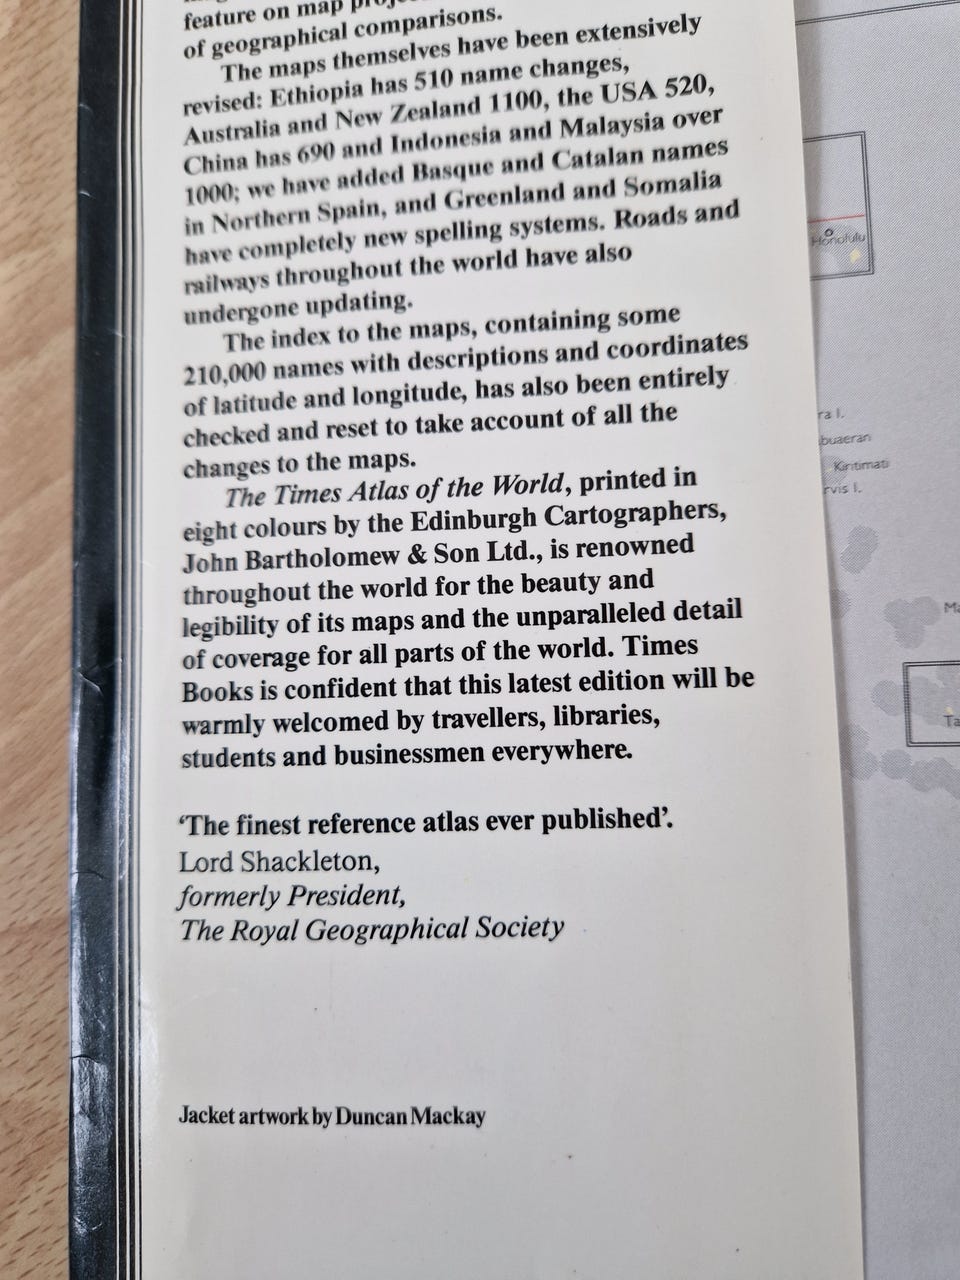 feature on map
of geographical comparisons.
The maps themselves have been extensively
revised: Ethiopia has 510 name changes,
Australia and New Zealand 1100, the USA 520,
China has 690 and Indonesia and Malaysia over
1000; we have added Basque and Catalan names
in Northern Spain, and Greenland and Somalia
have completely new spelling systems. Roads and
railways throughout the world have also
undergone updating.
The index to the maps, containing some
210,000 names with descriptions and coordinates
of latitude and longitude, has also been entirely
checked and reset to take account of all the
changes to the maps.
The Times Atlas of the World, printed in
eight colours by the Edinburgh Cartographers,
John Bartholomew & Son Ltd., is renowned
throughout the world for the beauty and
legibility of its maps and the unparalleled detail
of coverage for all parts of the world. Times
Books is confident that this latest edition will be
warmly welcomed by travellers, libraries,
students and businessmen everywhere.
‘The finest reference atlas ever published’.
Lord Shackleton,
formerly President,
The Royal Geographical Society
Jacket artwork by Duncan Mackay
Honolulu
ra I.
buaeran
Kiritimati
rvis I.
Ma
Ta